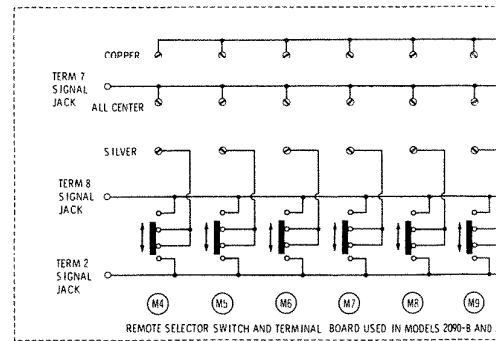 COPPER
TERM 7
SIGNAL
JACK
ALL CENTER
SILVER
TERM 8
SIGNAL
JACK
TERM 2
SIGNAL
JACK
M4 M5 M6 M7 M8 M9
REMOTE SELECTOR SWITCH AND TERMINAL BOARD USED IN MODELS 2090-B AND